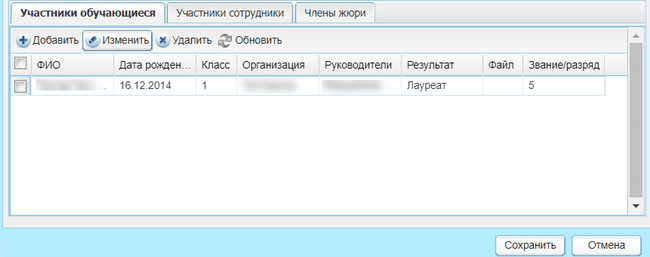 Участники обучающиеся Участники сотрудники Члены жюри
Добавить Изменить Удалить Обновить
ФИО Дата рожден... Класс Организация Руководители Результат Файл Звание/разряд
16.12.2014 1 Лауреат 5
Сохранить Отмена